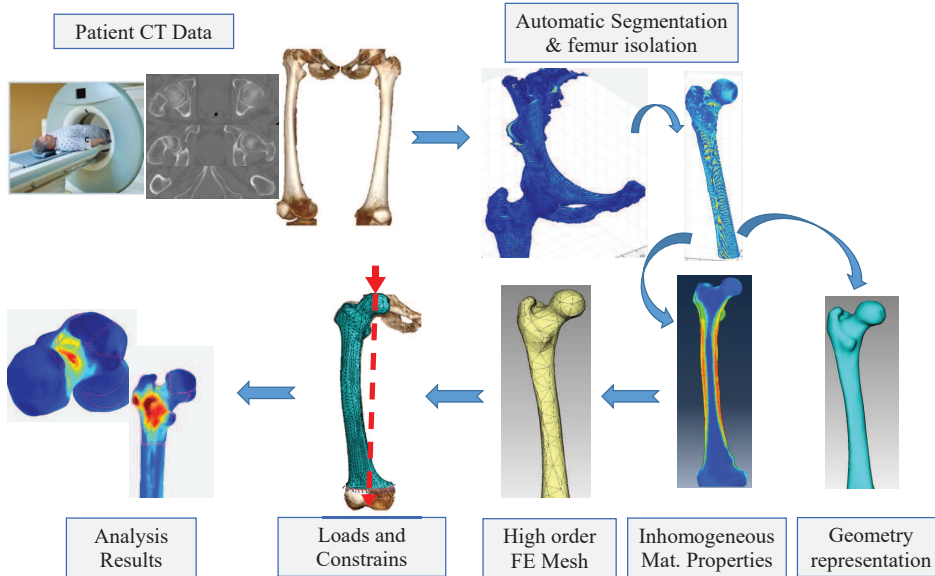 Patient CT Data
Automatic Segmentation
& femur isolation
Analysis
Results
Loads and
Constrains
High order
FE Mesh
Inhomogeneous
Mat. Properties
Geometry
representation